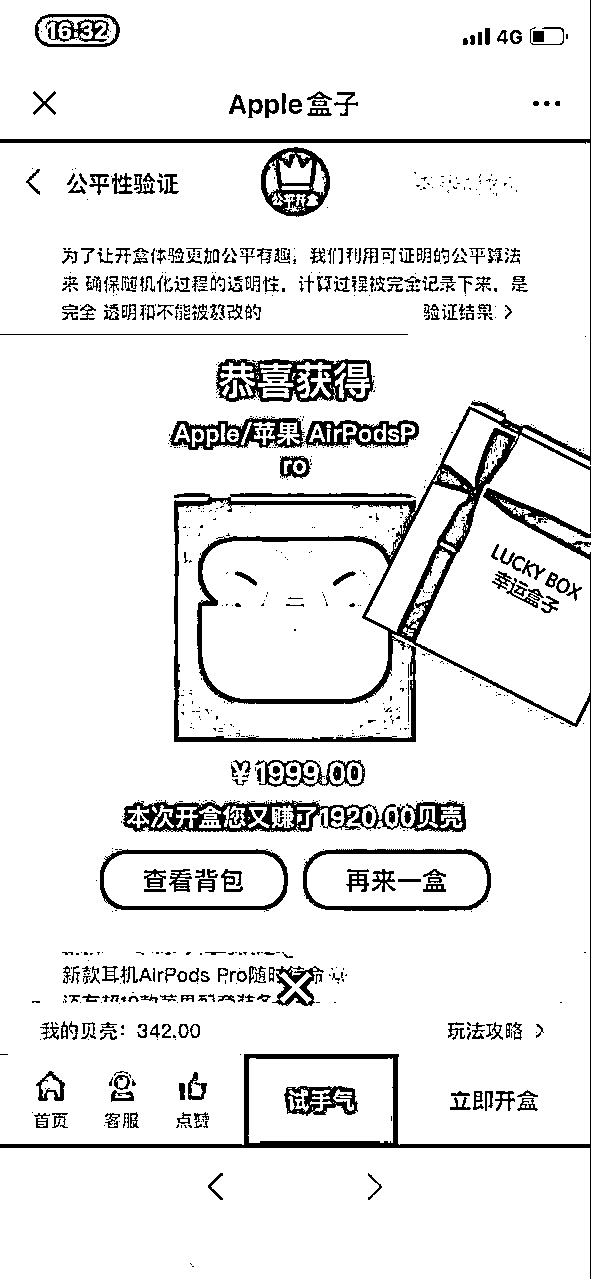 16:32
4G
Apple盒子
公平性验证
公平开盒
为了让开盒体验更加公平有趣，我们利用可证明的公平算法
来 确保随机化过程的透明性，计算过程被完全记录下来，是
完全 透明和不能被篡改的
验证结果
恭喜获得
Apple/苹果 AirPodsP
ro
LUCKY BOX
幸运盒子
￥1999.00
本次开盒您又赚了1920.00贝壳
查看背包
再来一盒
新款耳机AirPods Pro随时待命
我的贝壳：342.00
玩法攻略
首页
客服
点赞
试手气
立即开盒